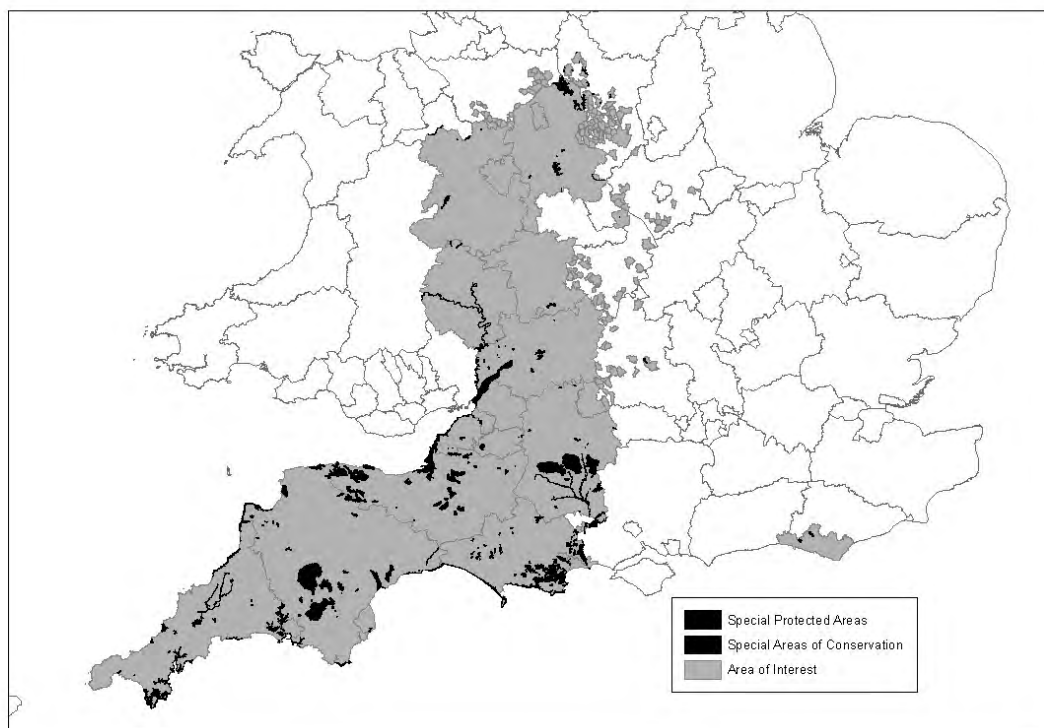 Special Protected Areas
Special Areas of Conservation
Area of Interest